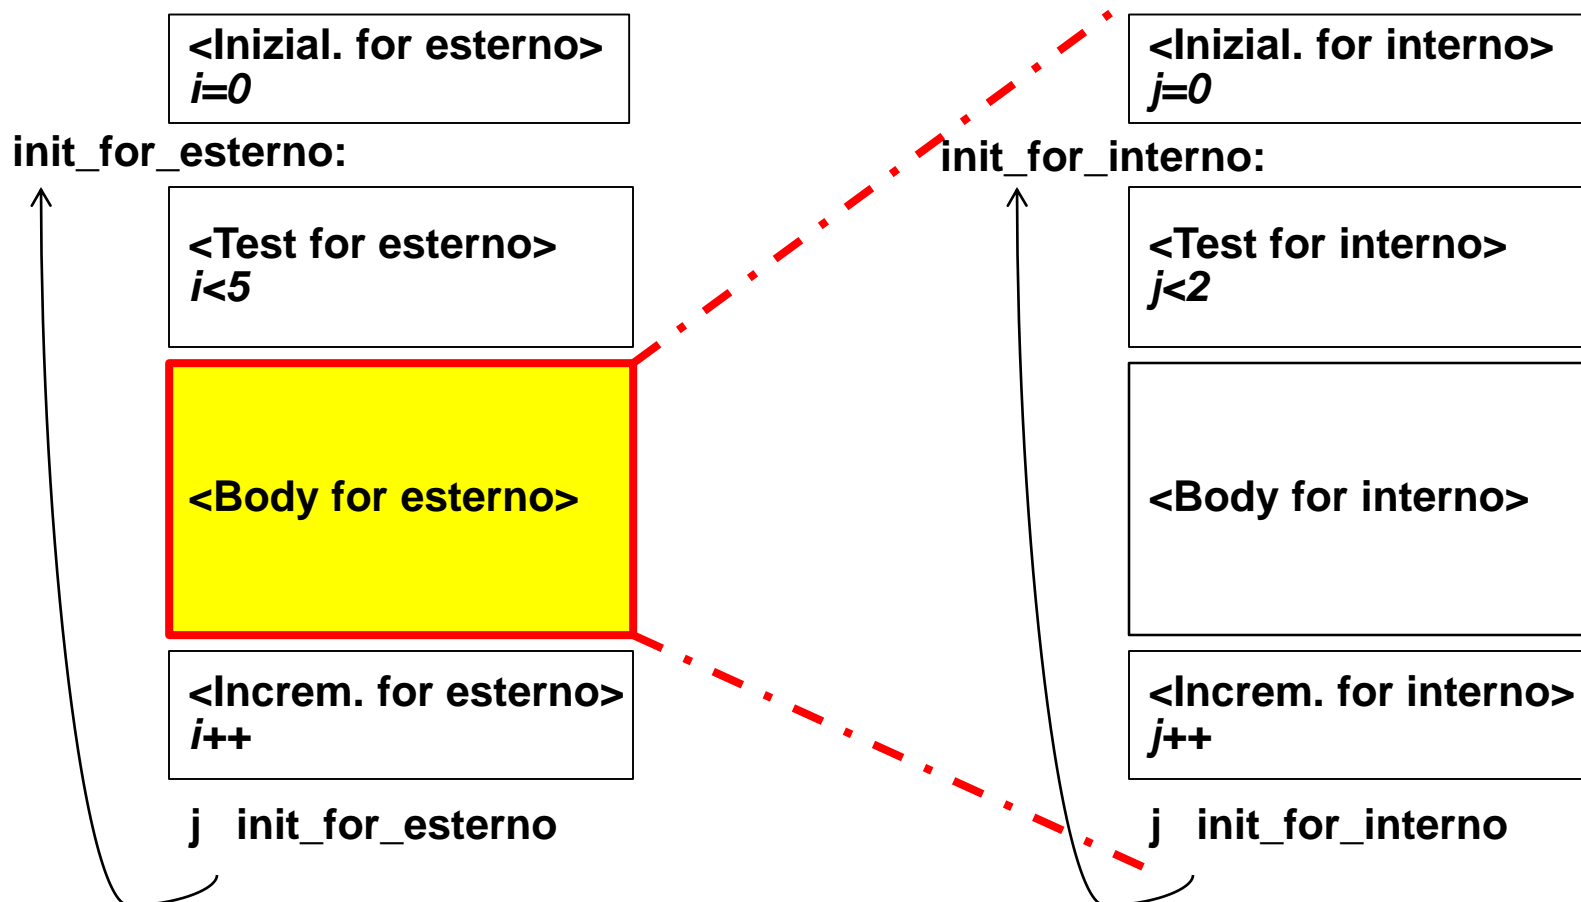 <Inizial. for esterno>
i=0
init_for_esterno:
<Test for esterno>
i<5
<Body for esterno>
<Increm. for esterno>
i++
j init_for_esterno
<Inizial. for interno>
j=0
init_for_interno:
<Test for interno>
j<2
<Body for interno>
<Increm. for interno>
j++
j init_for_interno